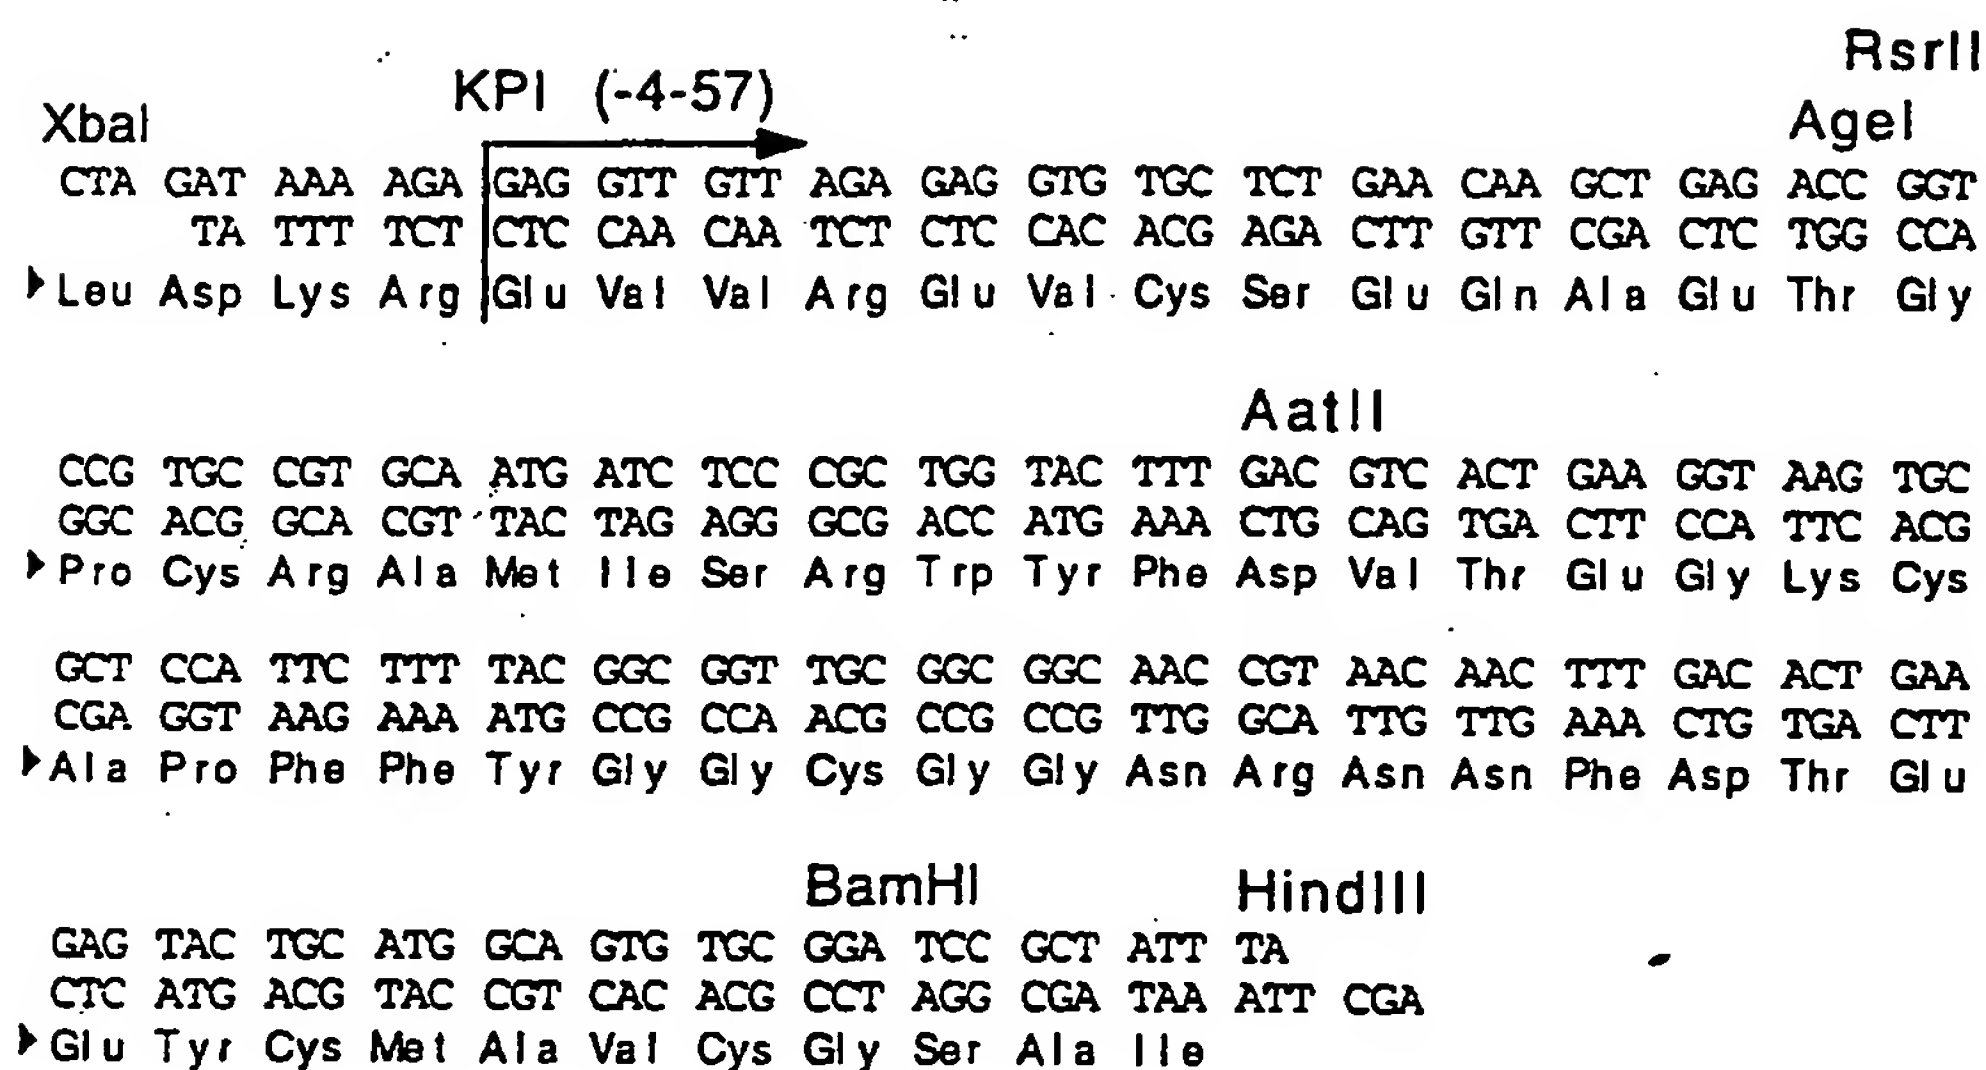 RsrII
KPI (-4-57)
XbaI AgeI
CTA GAT AAA AGA GAG GTT GTT AGA GAG GTG TGC TCT GAA CAA GCT GAG ACC GGT
TA TTT TCT CTC CAA CAA TCT CTC CAC ACG AGA CTT GTT CGA CTC TGG CCA
Leu Asp Lys Arg Glu Val Val Arg Glu Val Cys Ser Glu Gln Ala Glu Thr Gly
AatII
CCG TGC CGT GCA ATG ATC TCC CGC TGG TAC TTT GAC GTC ACT GAA GGT AAG TGC
GGC ACG GCA CGT TAC TAG AGG GCG ACC ATG AAA CTG CAG TGA CTT CCA TTC ACG
Pro Cys Arg Ala Met Ile Ser Arg Trp Tyr Phe Asp Val Thr Glu Gly Lys Cys
GCT CCA TTC TTT TAC GGC GGT TGC GGC GGC AAC CGT AAC AAC TTT GAC ACT GAA
CGA GGT AAG AAA ATG CCG CCA ACG CCG CCG TTG GCA TTG TTG AAA CTG TGA CTT
Ala Pro Phe Phe Tyr Gly Gly Cys Gly Gly Asn Arg Asn Asn Phe Asp Thr Glu
BamHI HindIII
GAG TAC TGC ATG GCA GTG TGC GGA TCC GCT ATT TA
CTC ATG ACG TAC CGT CAC ACG CCT AGG CGA TAA ATT CGA
Glu Tyr Cys Met Ala Val Cys Gly Ser Ala Ile